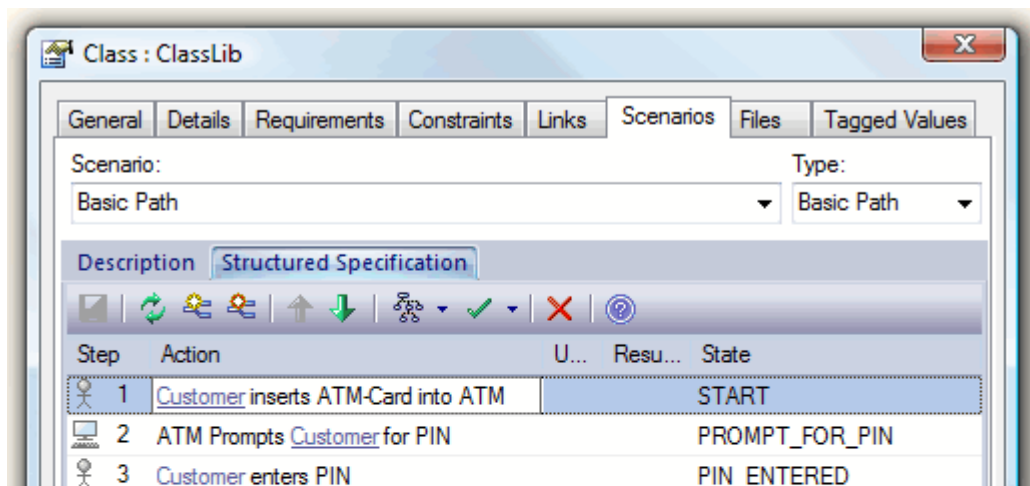 Class : ClassLib
General Details Requirements Constraints Links Scenarios Files Tagged Values
Scenario: Type:
Basic Path Basic Path
Description Structured Specification
Step Action U... Resu... State
1 Customer inserts ATM-Card into ATM START
2 ATM Prompts Customer for PIN PROMPT_FOR_PIN
3 Customer enters PIN PIN_ENTERED